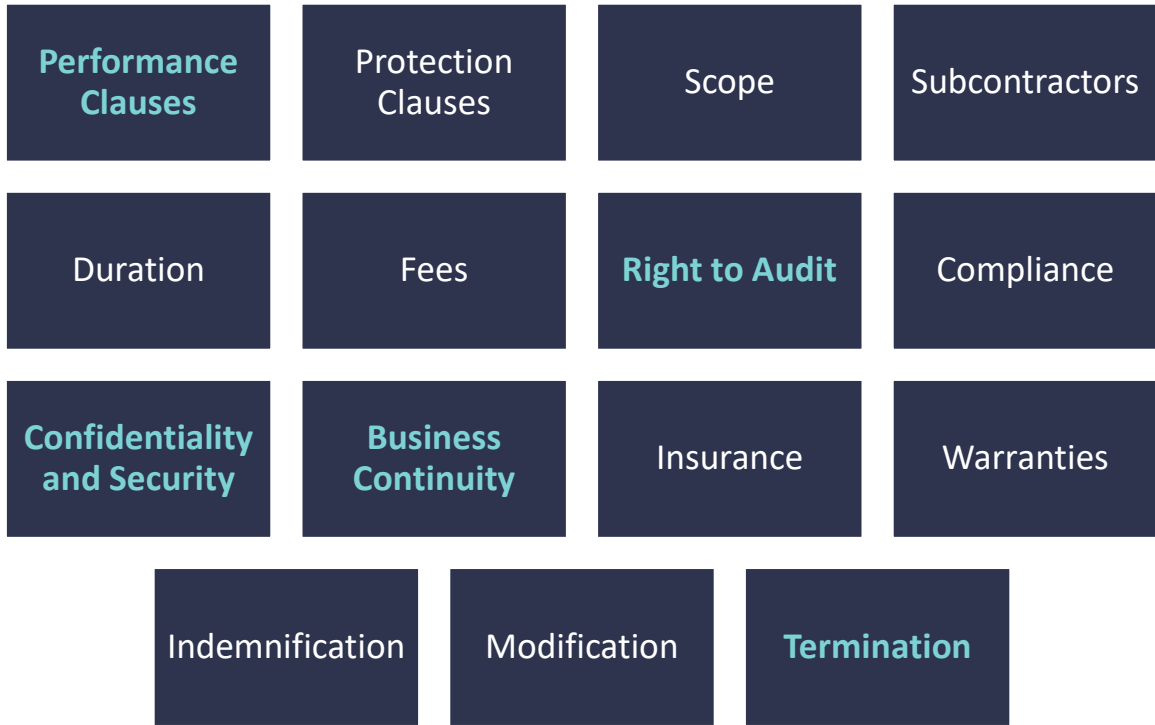 Performance
Clauses
Protection
Clauses
Scope
Subcontractors
Duration
Fees
Right to Audit
Compliance
Confidentiality
and Security
Business
Continuity
Insurance
Warranties
Indemnification
Modification
Termination